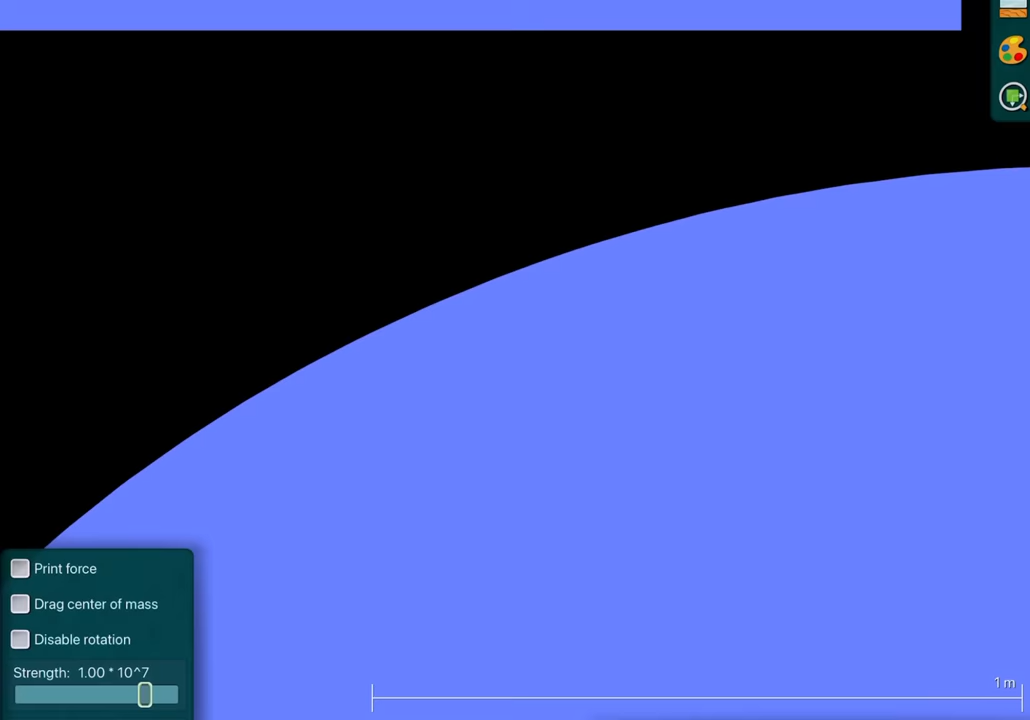 Print force
Drag center of mass
Disable rotation
Strength: 1.00 * 10^7
1 m